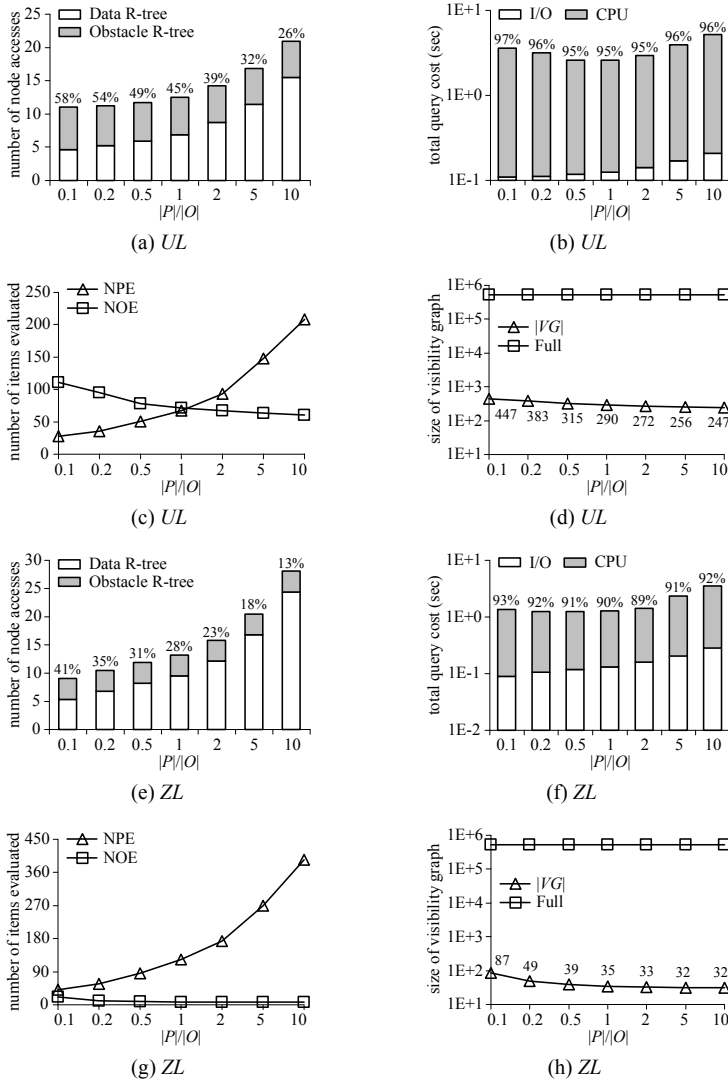 number of node accesses
25
20
15
10
5
0
Data R-tree
Obstacle R-tree
58% 54% 49% 45% 39% 32% 26%
0.1 0.2 0.5 1 2 5 10
|P|/|O|
(a) UL
total query cost (sec)
1E+1
1E+0
1E-1
I/O CPU
97% 96% 95% 95% 95% 96% 96%
0.1 0.2 0.5 1 2 5 10
|P|/|O|
(b) UL
number of items evaluated
250
200
150
100
50
0
NPE
NOE
0.1 0.2 0.5 1 2 5 10
|P|/|O|
(c) UL
size of visibility graph
1E+6
1E+5
1E+4
1E+3
1E+2
1E+1
|VG|
Full
447 383 315 290 272 256 247
0.1 0.2 0.5 1 2 5 10
|P|/|O|
(d) UL
number of node accesses
30
25
20
15
10
5
0
Data R-tree
Obstacle R-tree
41% 35% 31% 28% 23% 18% 13%
0.1 0.2 0.5 1 2 5 10
|P|/|O|
(e) ZL
total query cost (sec)
1E+1
1E+0
1E-1
1E-2
I/O CPU
93% 92% 91% 90% 89% 91% 92%
0.1 0.2 0.5 1 2 5 10
|P|/|O|
(f) ZL
number of items evaluated
450
360
270
180
90
0
NPE
NOE
0.1 0.2 0.5 1 2 5 10
|P|/|O|
(g) ZL
size of visibility graph
1E+6
1E+5
1E+4
1E+3
1E+2
1E+1
|VG|
Full
87 49 39 35 33 32 32
0.1 0.2 0.5 1 2 5 10
|P|/|O|
(h) ZL